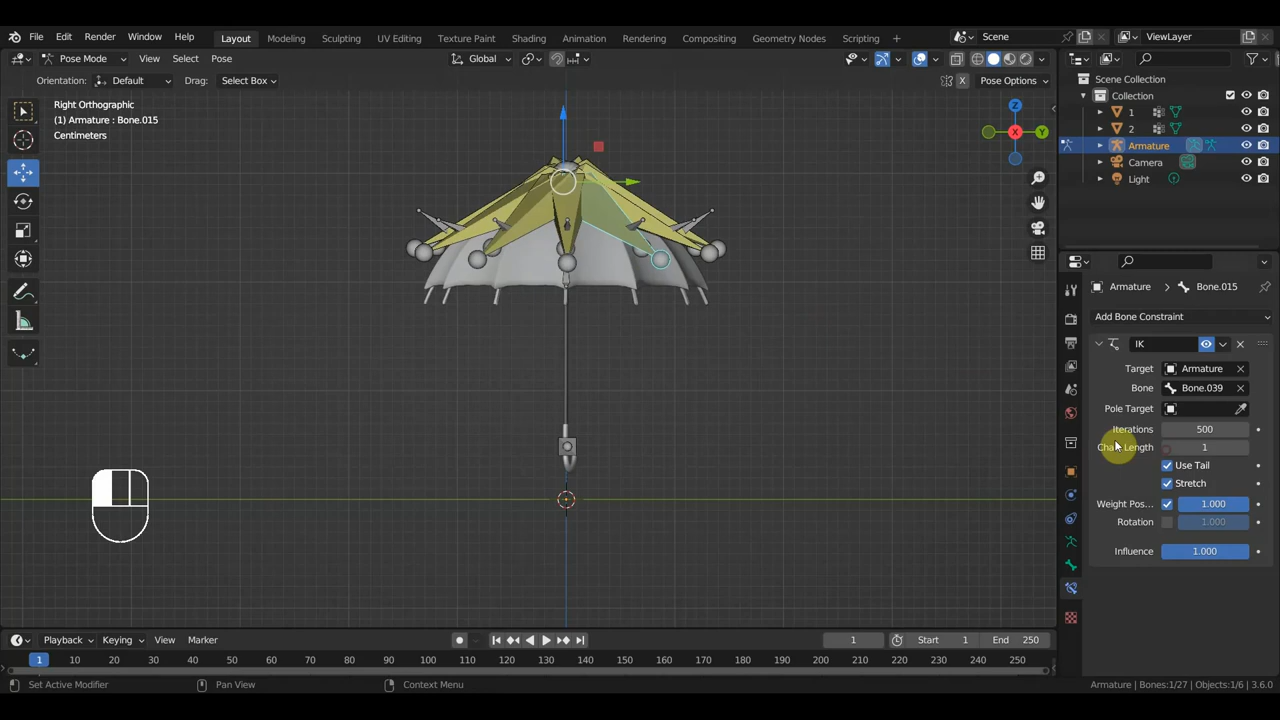 File Edit Render Window Help Layout Modeling Sculpting UV Editing Texture Paint Shading Animation Rendering Compositing Geometry Nodes Scripting + Scene ViewLayer
Pose Mode View Select Pose Global
Orientation: Default Drag: Select Box X Pose Options
Right Orthographic
(1) Armature : Bone.015
Centimeters
Z
X
Y
Scene Collection
Collection
1
2
Armature
Camera
Light
Armature > Bone.015
Add Bone Constraint
IK
Target Armature
Bone Bone.039
Pole Target
Iterations 500
Length 1
Use Tail
Stretch
Weight Pos... 1.000
Rotation 1.000
Influence 1.000
Playback Keying View Marker 1 Start 1 End 250
1 10 20 30 40 50 60 70 80 90 100 110 120 130 140 150 160 170 180 190 200 210 220 230 240 250
Set Active Modifier Pan View Context Menu Armature | Bones:1/27 | Objects:1/6 | 3.6.0